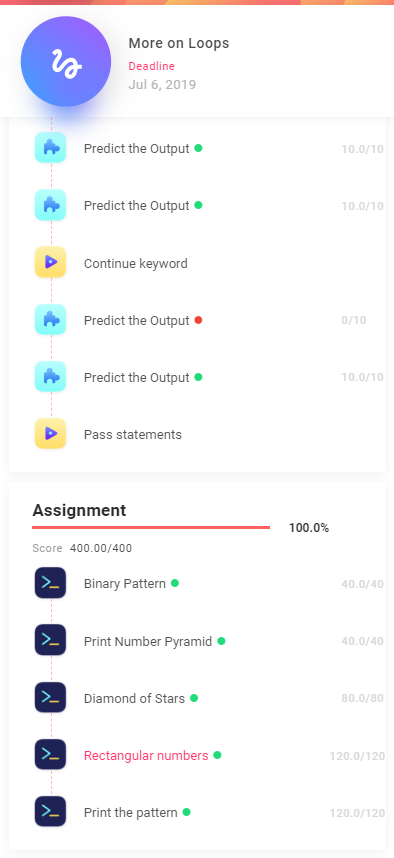 More on Loops
Deadline
Jul 6, 2019
Predict the Output 10.0/10
Predict the Output 10.0/10
Continue keyword
Predict the Output 0/10
Predict the Output 10.0/10
Pass statements
Assignment
100.0%
Score 400.00/400
Binary Pattern 40.0/40
Print Number Pyramid 40.0/40
Diamond of Stars 80.0/80
Rectangular numbers 120.0/120
Print the pattern 120.0/120